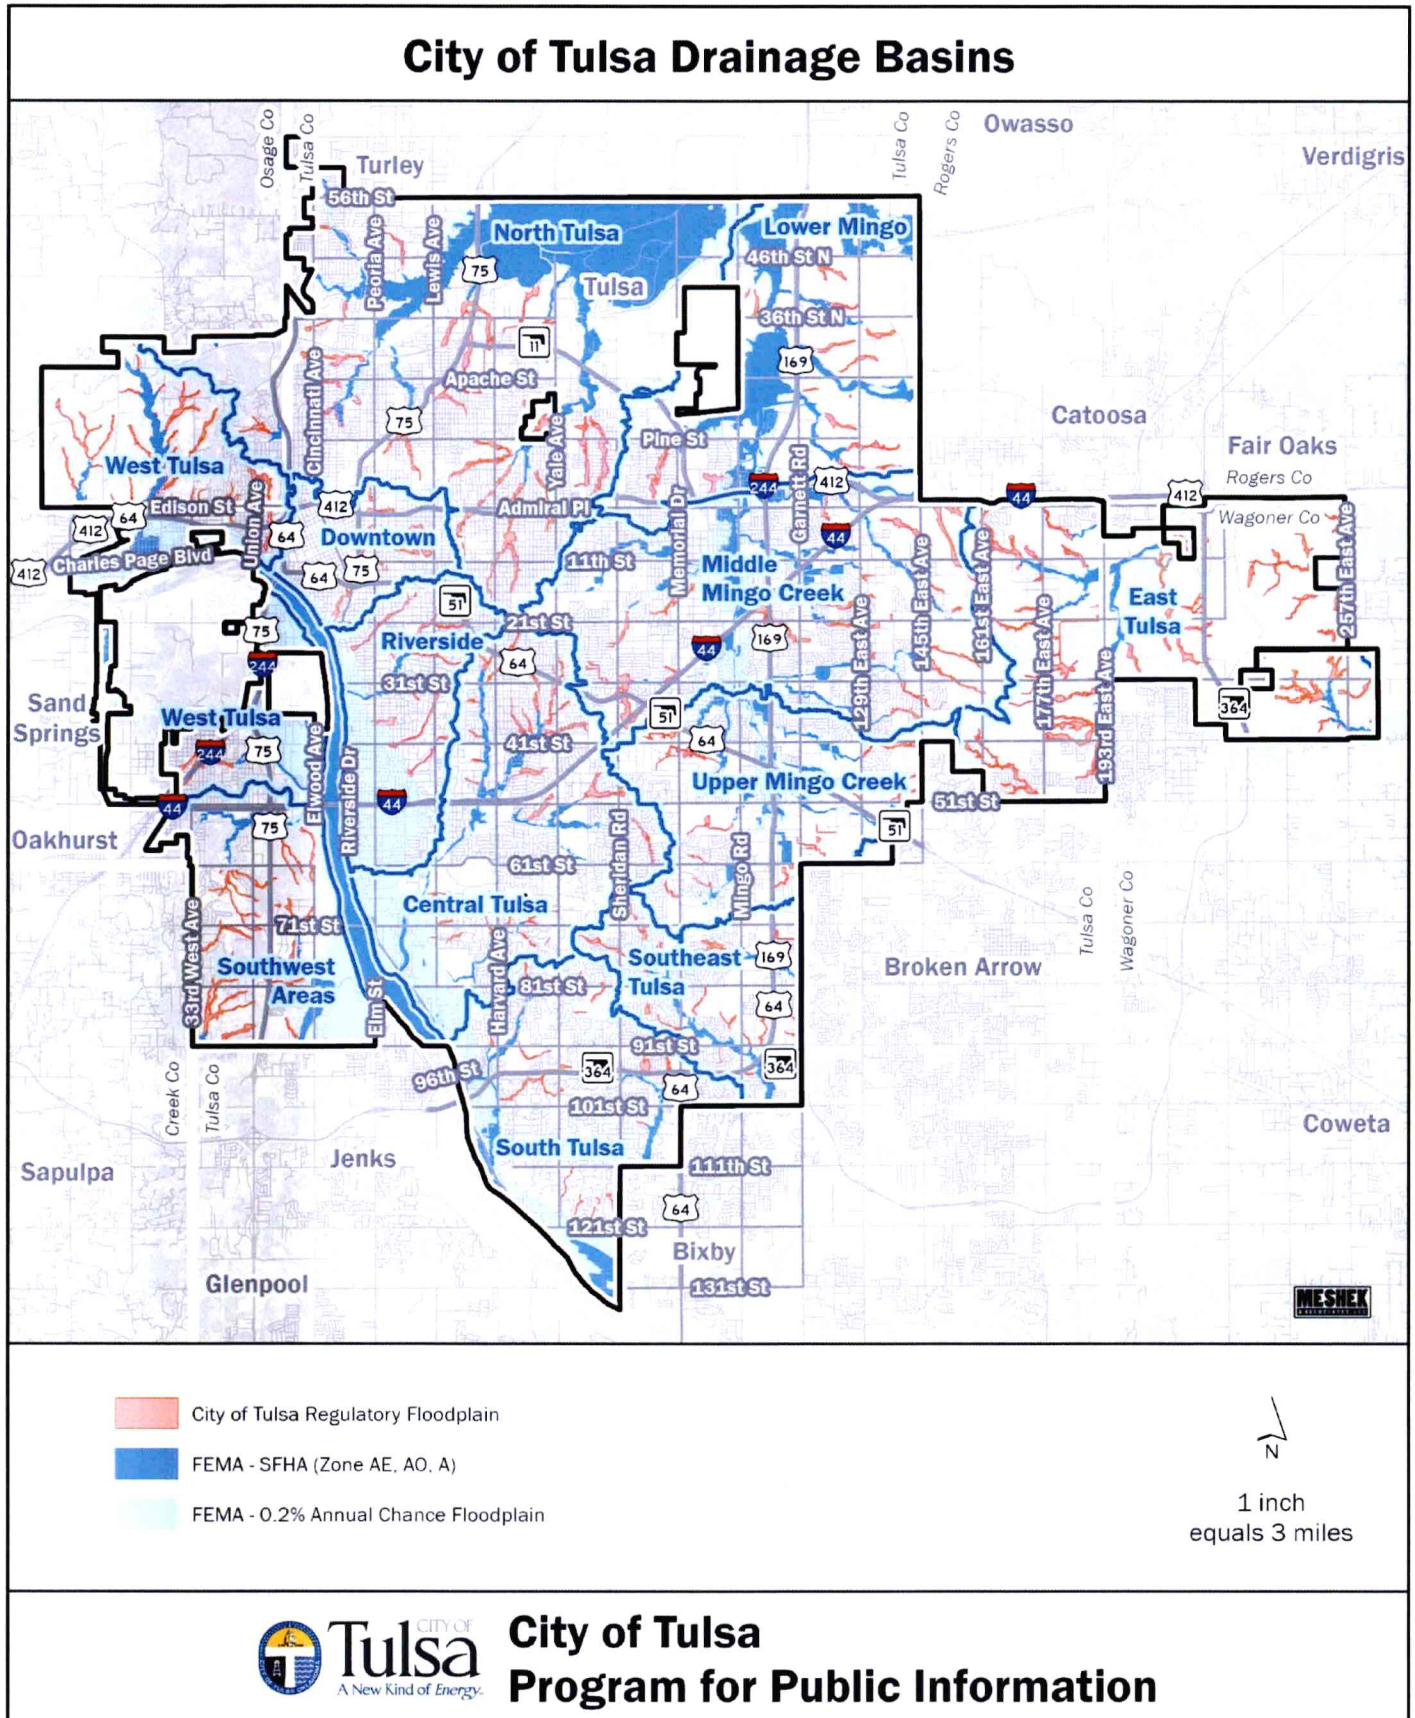 City of Tulsa Drainage Basins
Osage Co
Tulsa Co
Turley
Tulsa Co
Rogers Co
Owasso
Verdigris
56th St
Peoria Ave
Lewis Ave
North Tulsa
Lower Mingo
46th St N
75
Tulsa
36th St N
11
169
Cincinnati Ave
Apache St
75
Yale Ave
Pine St
Catoosa
Fair Oaks
West Tulsa
Rogers Co
Edison St
Union Ave
412
Admiral Pl
Memorial Dr
244
Garnett Rd
412
44
412
Wagoner Co
64
412
64
Downtown
44
257th East Ave
412
Charles Page Blvd
64
75
11th St
Middle
Mingo Creek
145th East Ave
161st East Ave
East
Tulsa
51
21st St
129th East Ave
177th East Ave
75
Riverside
44
169
244
64
31st St
193rd East Ave
Sand
Springs
West Tulsa
51
364
244
75
Elwood Ave
Riverside Dr
41st St
64
Upper Mingo Creek
44
44
51st St
Oakhurst
75
Sheridan Rd
Mingo Rd
51
61st St
Central Tulsa
Tulsa Co
Wagoner Co
33rd West Ave
71st St
Harvard Ave
Southwest
Areas
Southeast
Tulsa
169
Broken Arrow
Elm St
81st St
64
91st St
96th St
364
64
364
Creek Co
Tulsa Co
101st St
Coweta
South Tulsa
Sapulpa
Jenks
111th St
64
121st St
Bixby
Glenpool
131st St
MESHEK
City of Tulsa Regulatory Floodplain
FEMA - SFHA (Zone AE, AO, A)
FEMA - 0.2% Annual Chance Floodplain
N
1 inch
equals 3 miles
CITY OF
Tulsa
A New Kind of Energy.
City of Tulsa
Program for Public Information